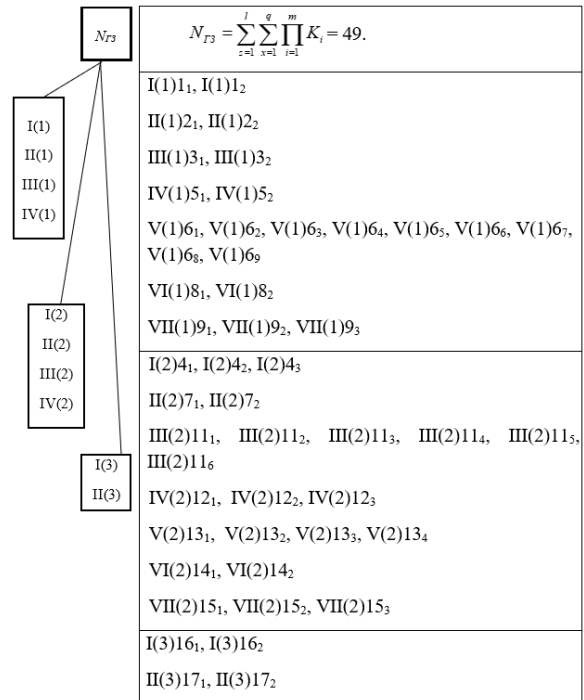 N_Г3
N_Г3 = ∑_{z=1}^{l} ∑_{x=1}^{q} ∏_{i=1}^{m} K_i = 49.
I(1)
II(1)
III(1)
IV(1)
I(2)
II(2)
III(2)
IV(2)
I(3)
II(3)
I(1)1₁, I(1)1₂
II(1)2₁, II(1)2₂
III(1)3₁, III(1)3₂
IV(1)5₁, IV(1)5₂
V(1)6₁, V(1)6₂, V(1)6₃, V(1)6₄, V(1)6₅, V(1)6₆, V(1)6₇,
V(1)6₈, V(1)6₉
VI(1)8₁, VI(1)8₂
VII(1)9₁, VII(1)9₂, VII(1)9₃
I(2)4₁, I(2)4₂, I(2)4₃
II(2)7₁, II(2)7₂
III(2)11₁, III(2)11₂, III(2)11₃, III(2)11₄, III(2)11₅,
III(2)11₆
IV(2)12₁, IV(2)12₂, IV(2)12₃
V(2)13₁, V(2)13₂, V(2)13₃, V(2)13₄
VI(2)14₁, VI(2)14₂
VII(2)15₁, VII(2)15₂, VII(2)15₃
I(3)16₁, I(3)16₂
II(3)17₁, II(3)17₂